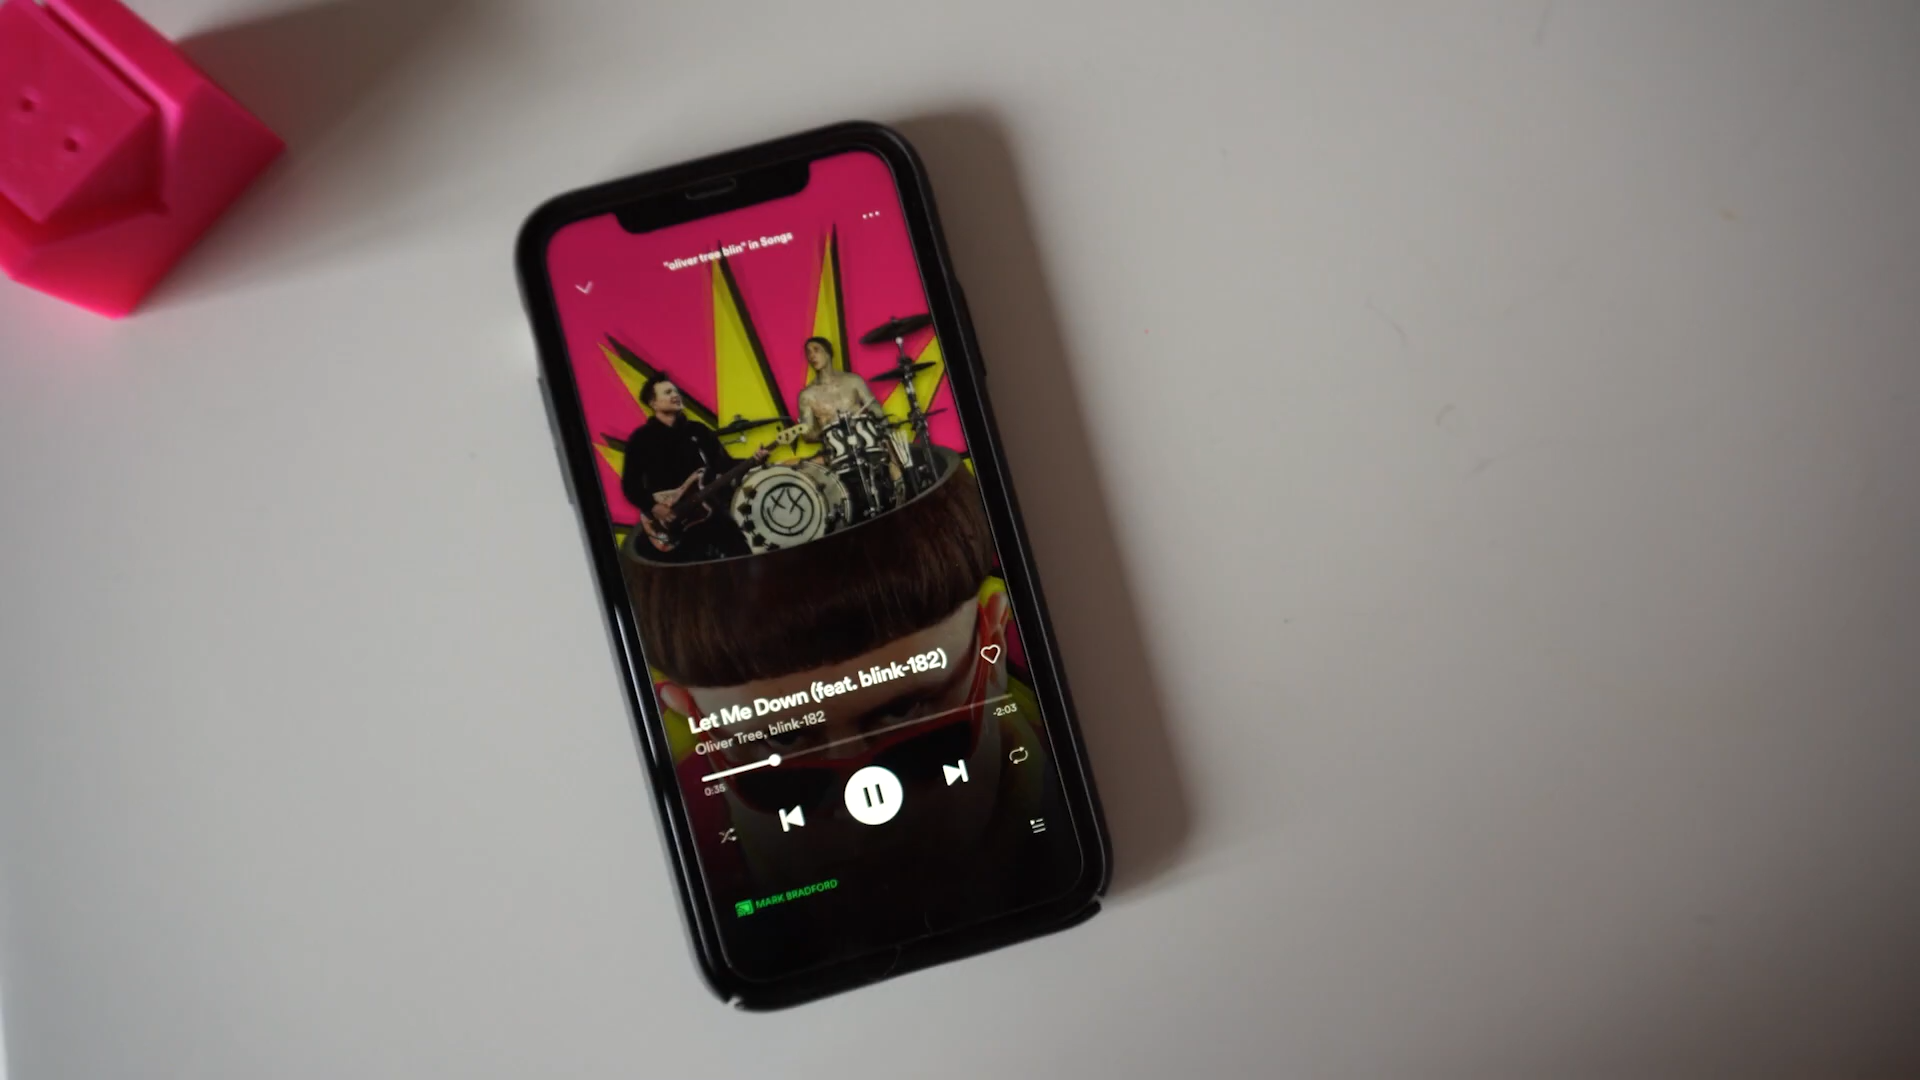 "oliver tree blin" in Songs
Let Me Down (feat. blink-182)
Oliver Tree, blink-182
0:35
-2:03
MARK BRADFORD